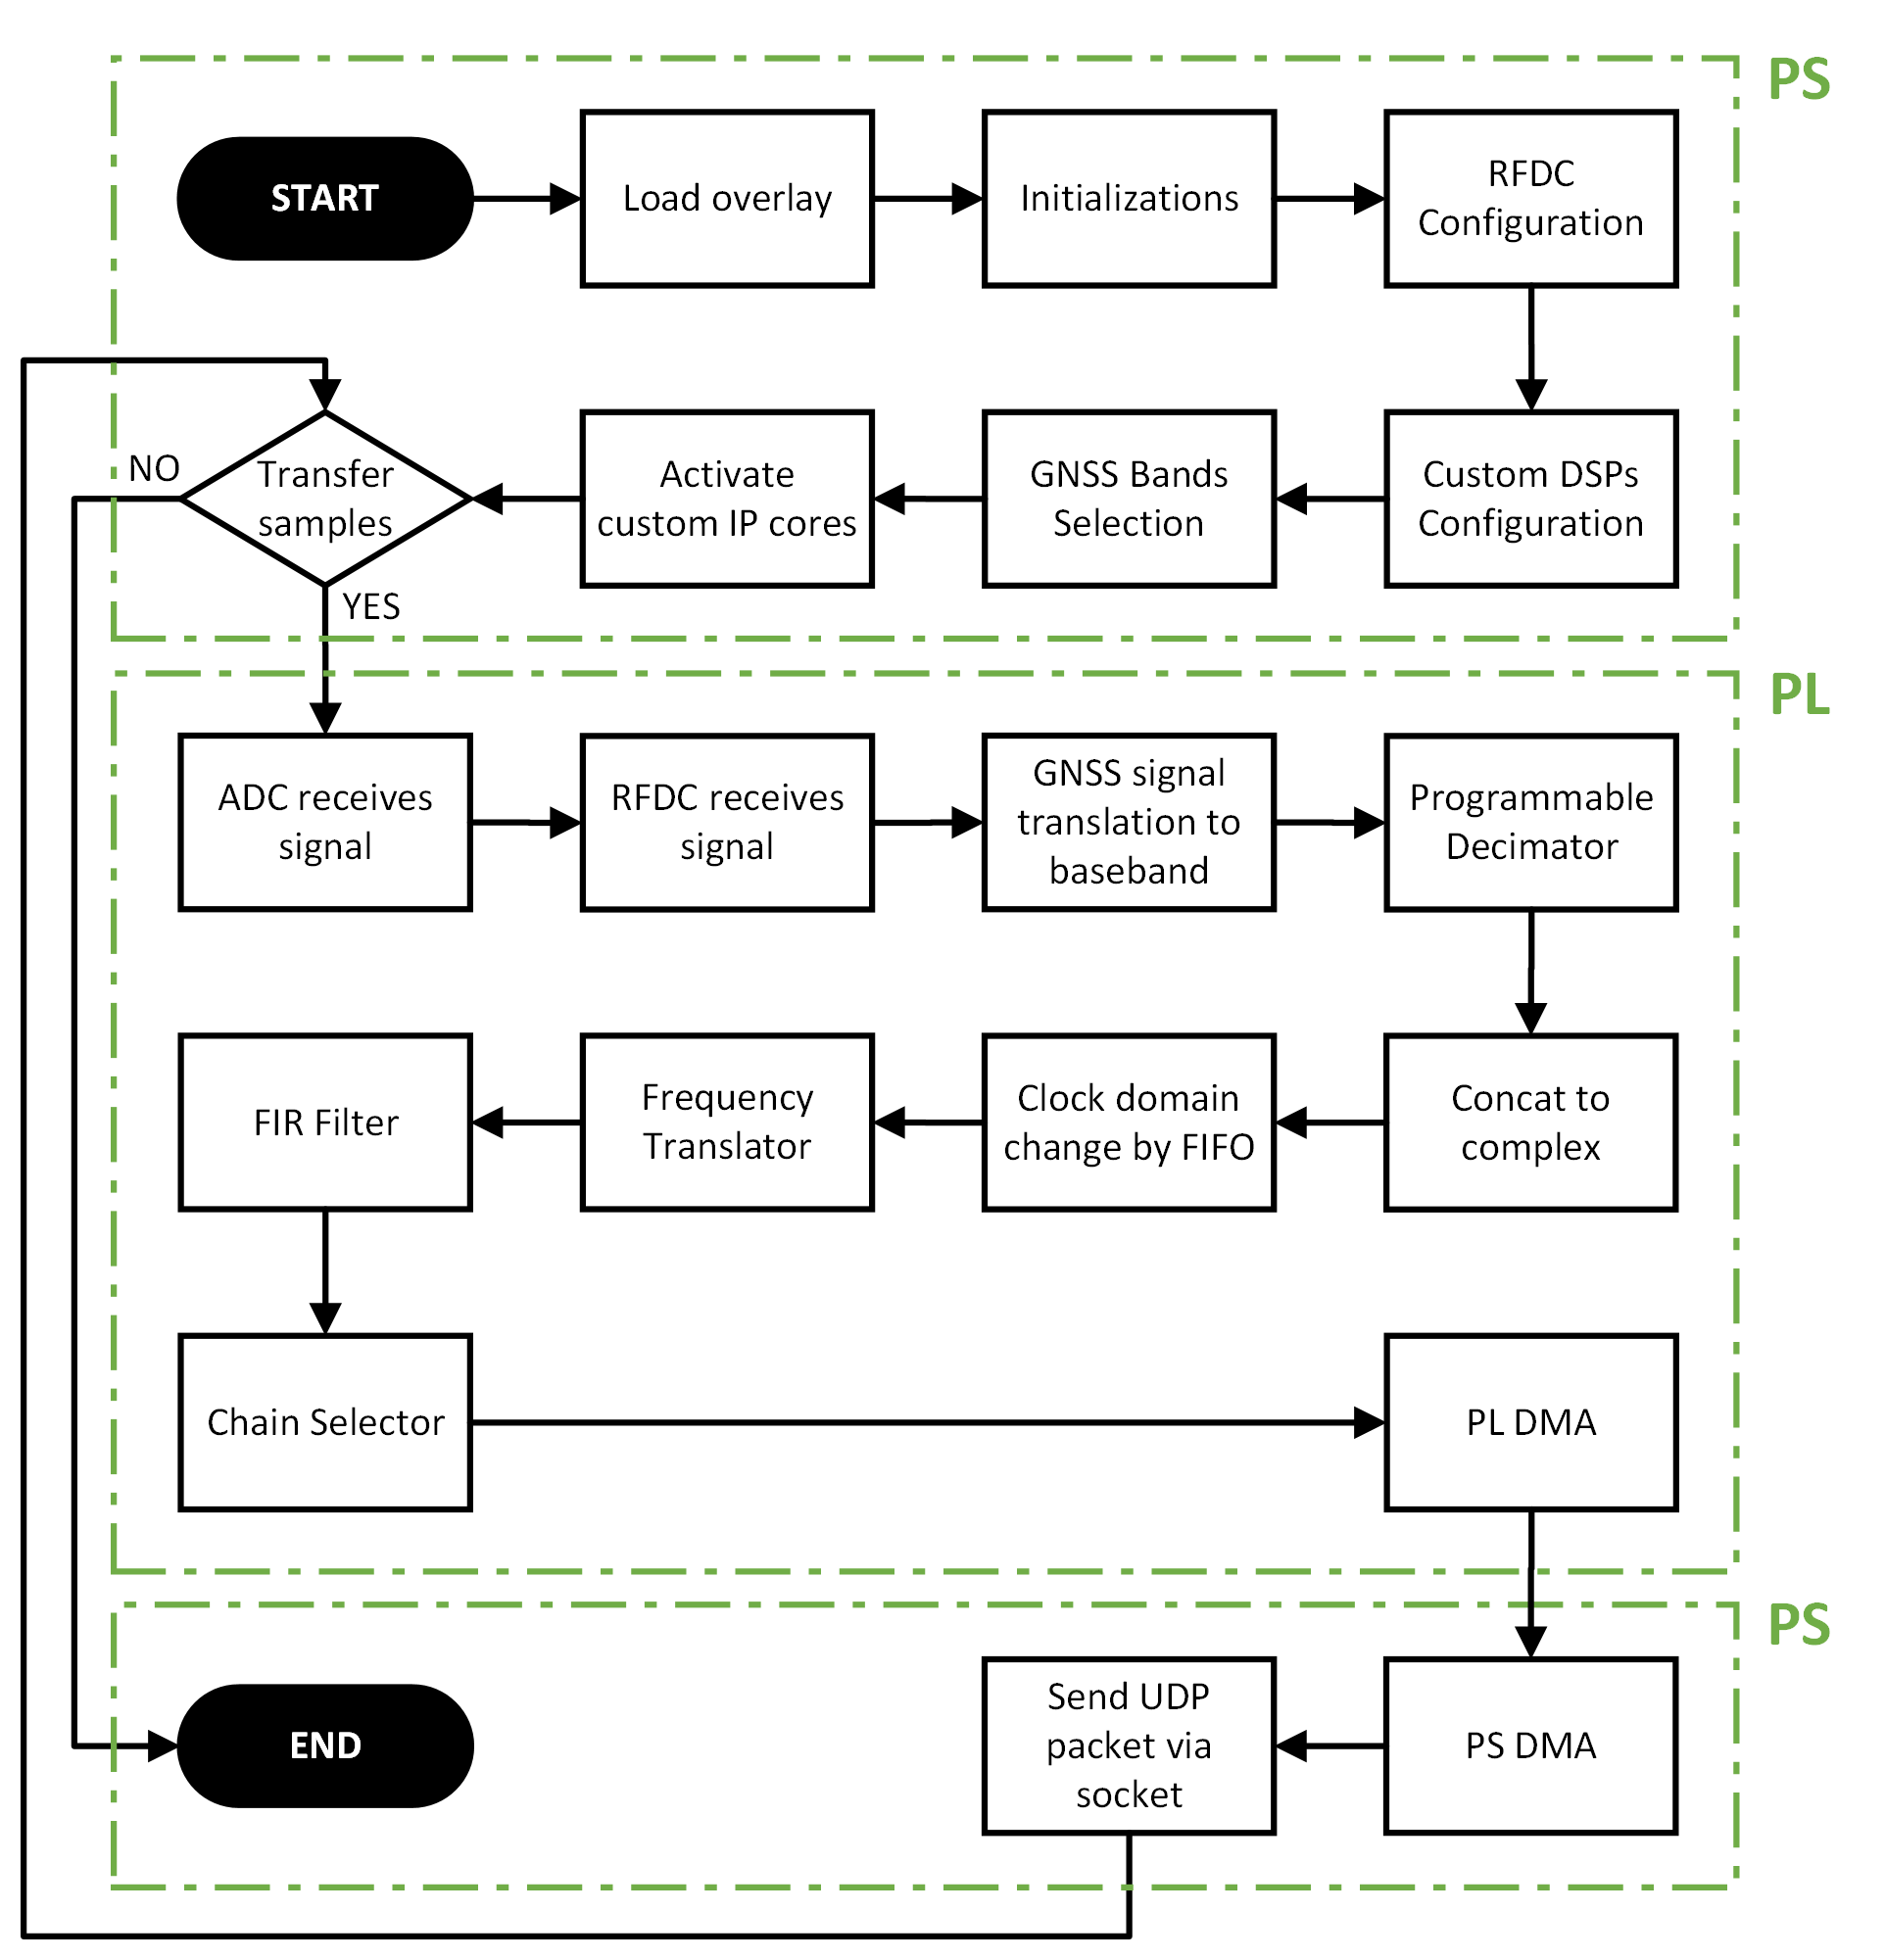 PS
START
Load overlay
Initializations
RFDC
Configuration
NO
Transfer
samples
YES
Activate
custom IP cores
GNSS Bands
Selection
Custom DSPs
Configuration
PL
ADC receives
signal
RFDC receives
signal
GNSS signal
translation to
baseband
Programmable
Decimator
FIR Filter
Frequency
Translator
Clock domain
change by FIFO
Concat to
complex
Chain Selector
PL DMA
PS
END
Send UDP
packet via
socket
PS DMA